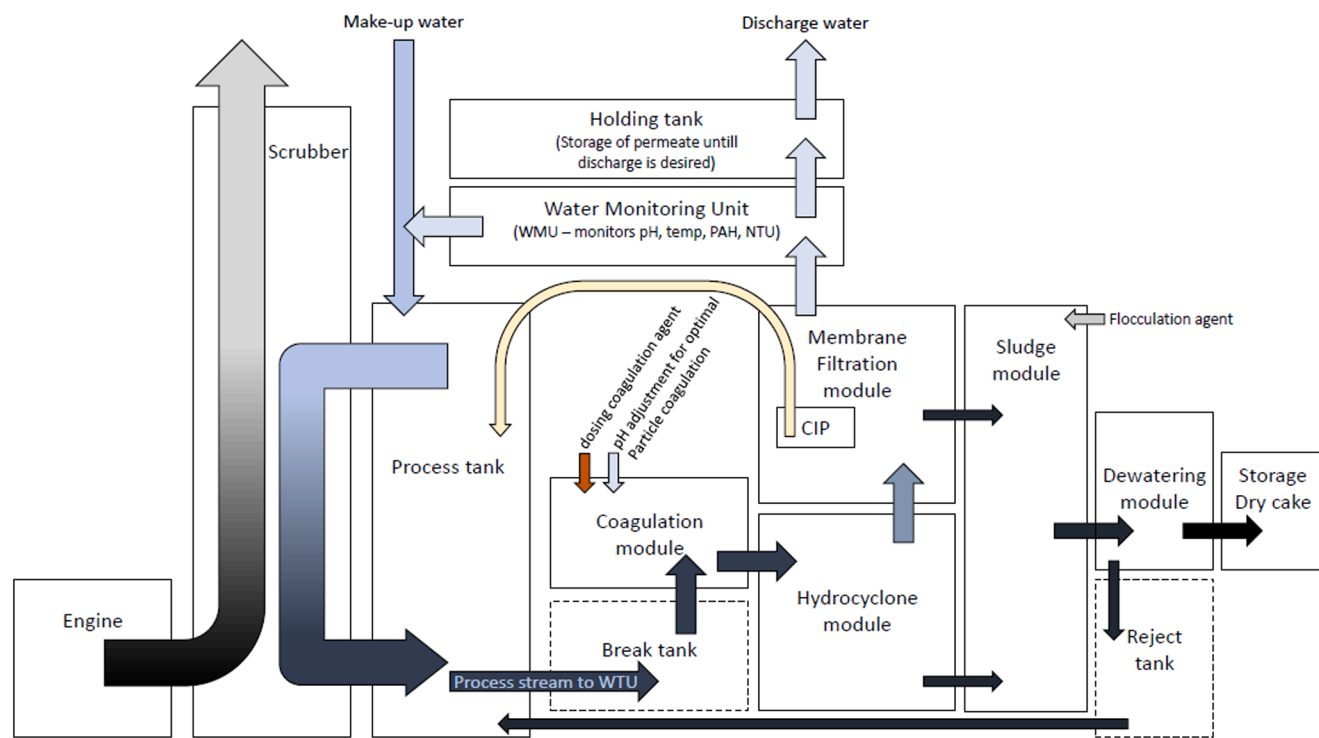 Make-up water
Discharge water
Holding tank
(Storage of permeate untill
discharge is desired)
Scrubber
Water Monitoring Unit
(WMU – monitors pH, temp, PAH, NTU)
dosing coagulation agent
pH adjustment for optimal
Particle coagulation
Membrane
Filtration
module
CIP
Sludge
module
Flocculation agent
Process tank
Coagulation
module
Dewatering
module
Storage
Dry cake
Engine
Break tank
Hydrocyclone
module
Reject
tank
Process stream to WTU